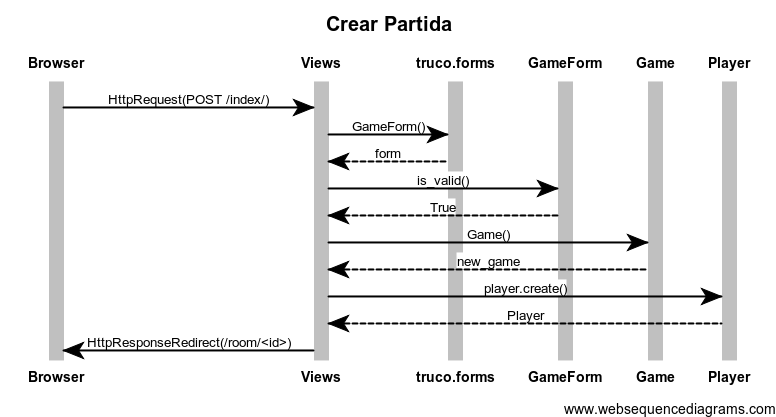 Crear Partida
Browser Views truco.forms GameForm Game Player
HttpRequest(POST /index/)
GameForm()
form
is_valid()
True
Game()
new_game
player.create()
Player
HttpResponseRedirect(/room/<id>)
Browser Views truco.forms GameForm Game Player
www.websequencediagrams.com